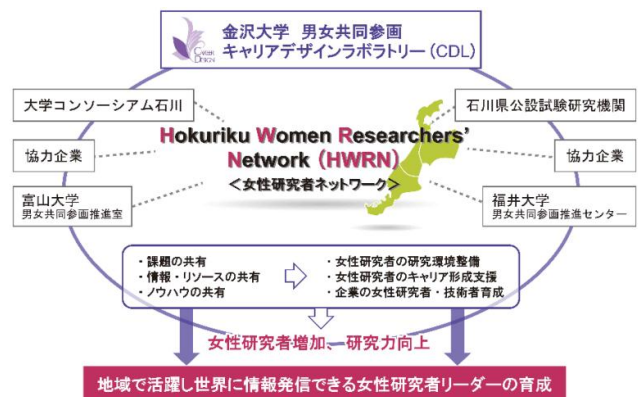 金沢大学 男女共同参画
キャリアデザインラボラトリー(CDL)
CAREER
DESIGN
大学コンソーシアム石川
石川県公設試験研究機関
Hokuriku Women Researchers'
Network (HWRN)
<女性研究者ネットワーク>
協力企業
協力企業
富山大学
男女共同参画推進室
福井大学
男女共同参画推進センター
・課題の共有
・情報・リソースの共有
・ノウハウの共有
・女性研究者の研究環境整備
・女性研究者のキャリア形成支援
・企業の女性研究者・技術者育成
女性研究者増加、研究力向上
地域で活躍し世界に情報発信できる女性研究者リーダーの育成